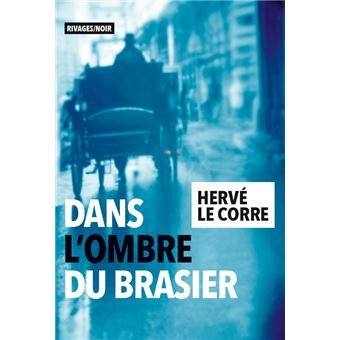 RIVAGES/NOIR
HERVÉ
LE CORRE
DANS
L'OMBRE
DU BRASIER